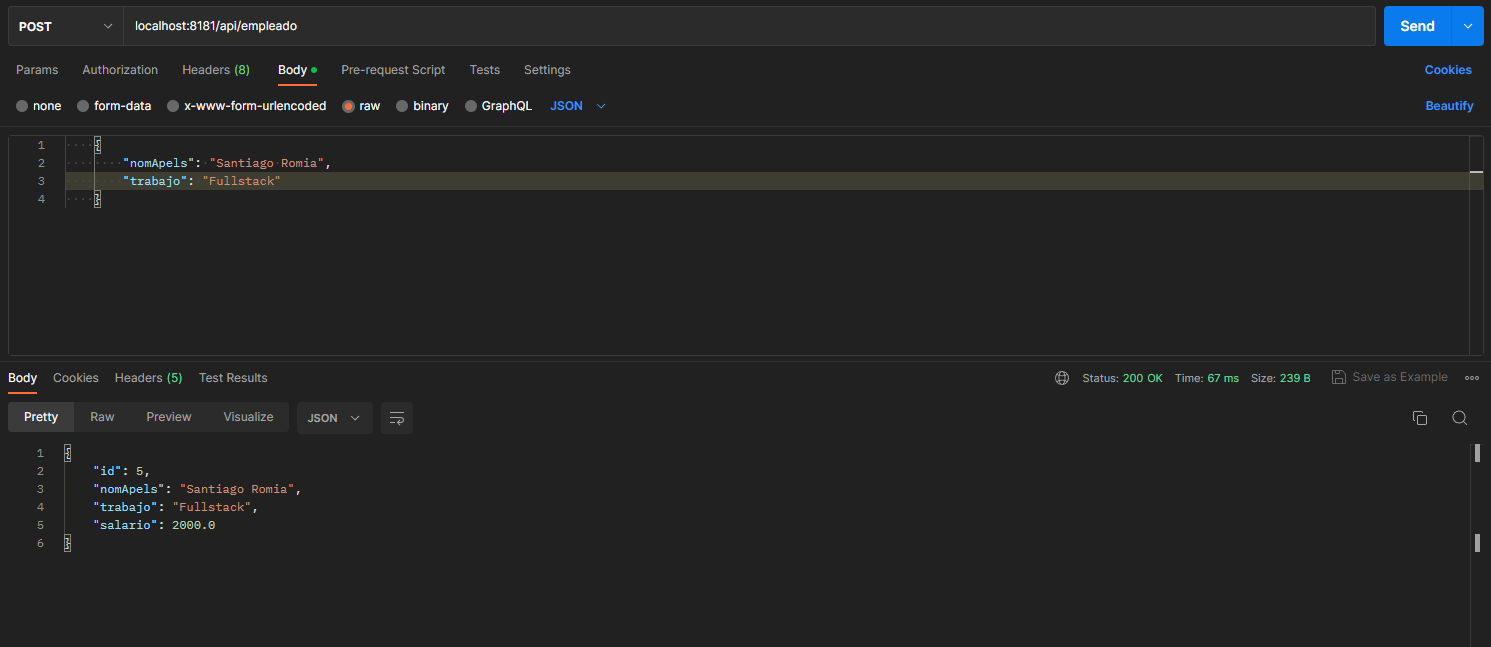 POST localhost:8181/api/empleado Send
Params Authorization Headers (8) Body Pre-request Script Tests Settings Cookies
none form-data x-www-form-urlencoded raw binary GraphQL JSON Beautify
1 {
2 "nomApels": "Santiago Romia",
3 "trabajo": "Fullstack"
4 }
Body Cookies Headers (5) Test Results Status: 200 OK Time: 67 ms Size: 239 B Save as Example
Pretty Raw Preview Visualize JSON
1 {
2 "id": 5,
3 "nomApels": "Santiago Romia",
4 "trabajo": "Fullstack",
5 "salario": 2000.0
6 }